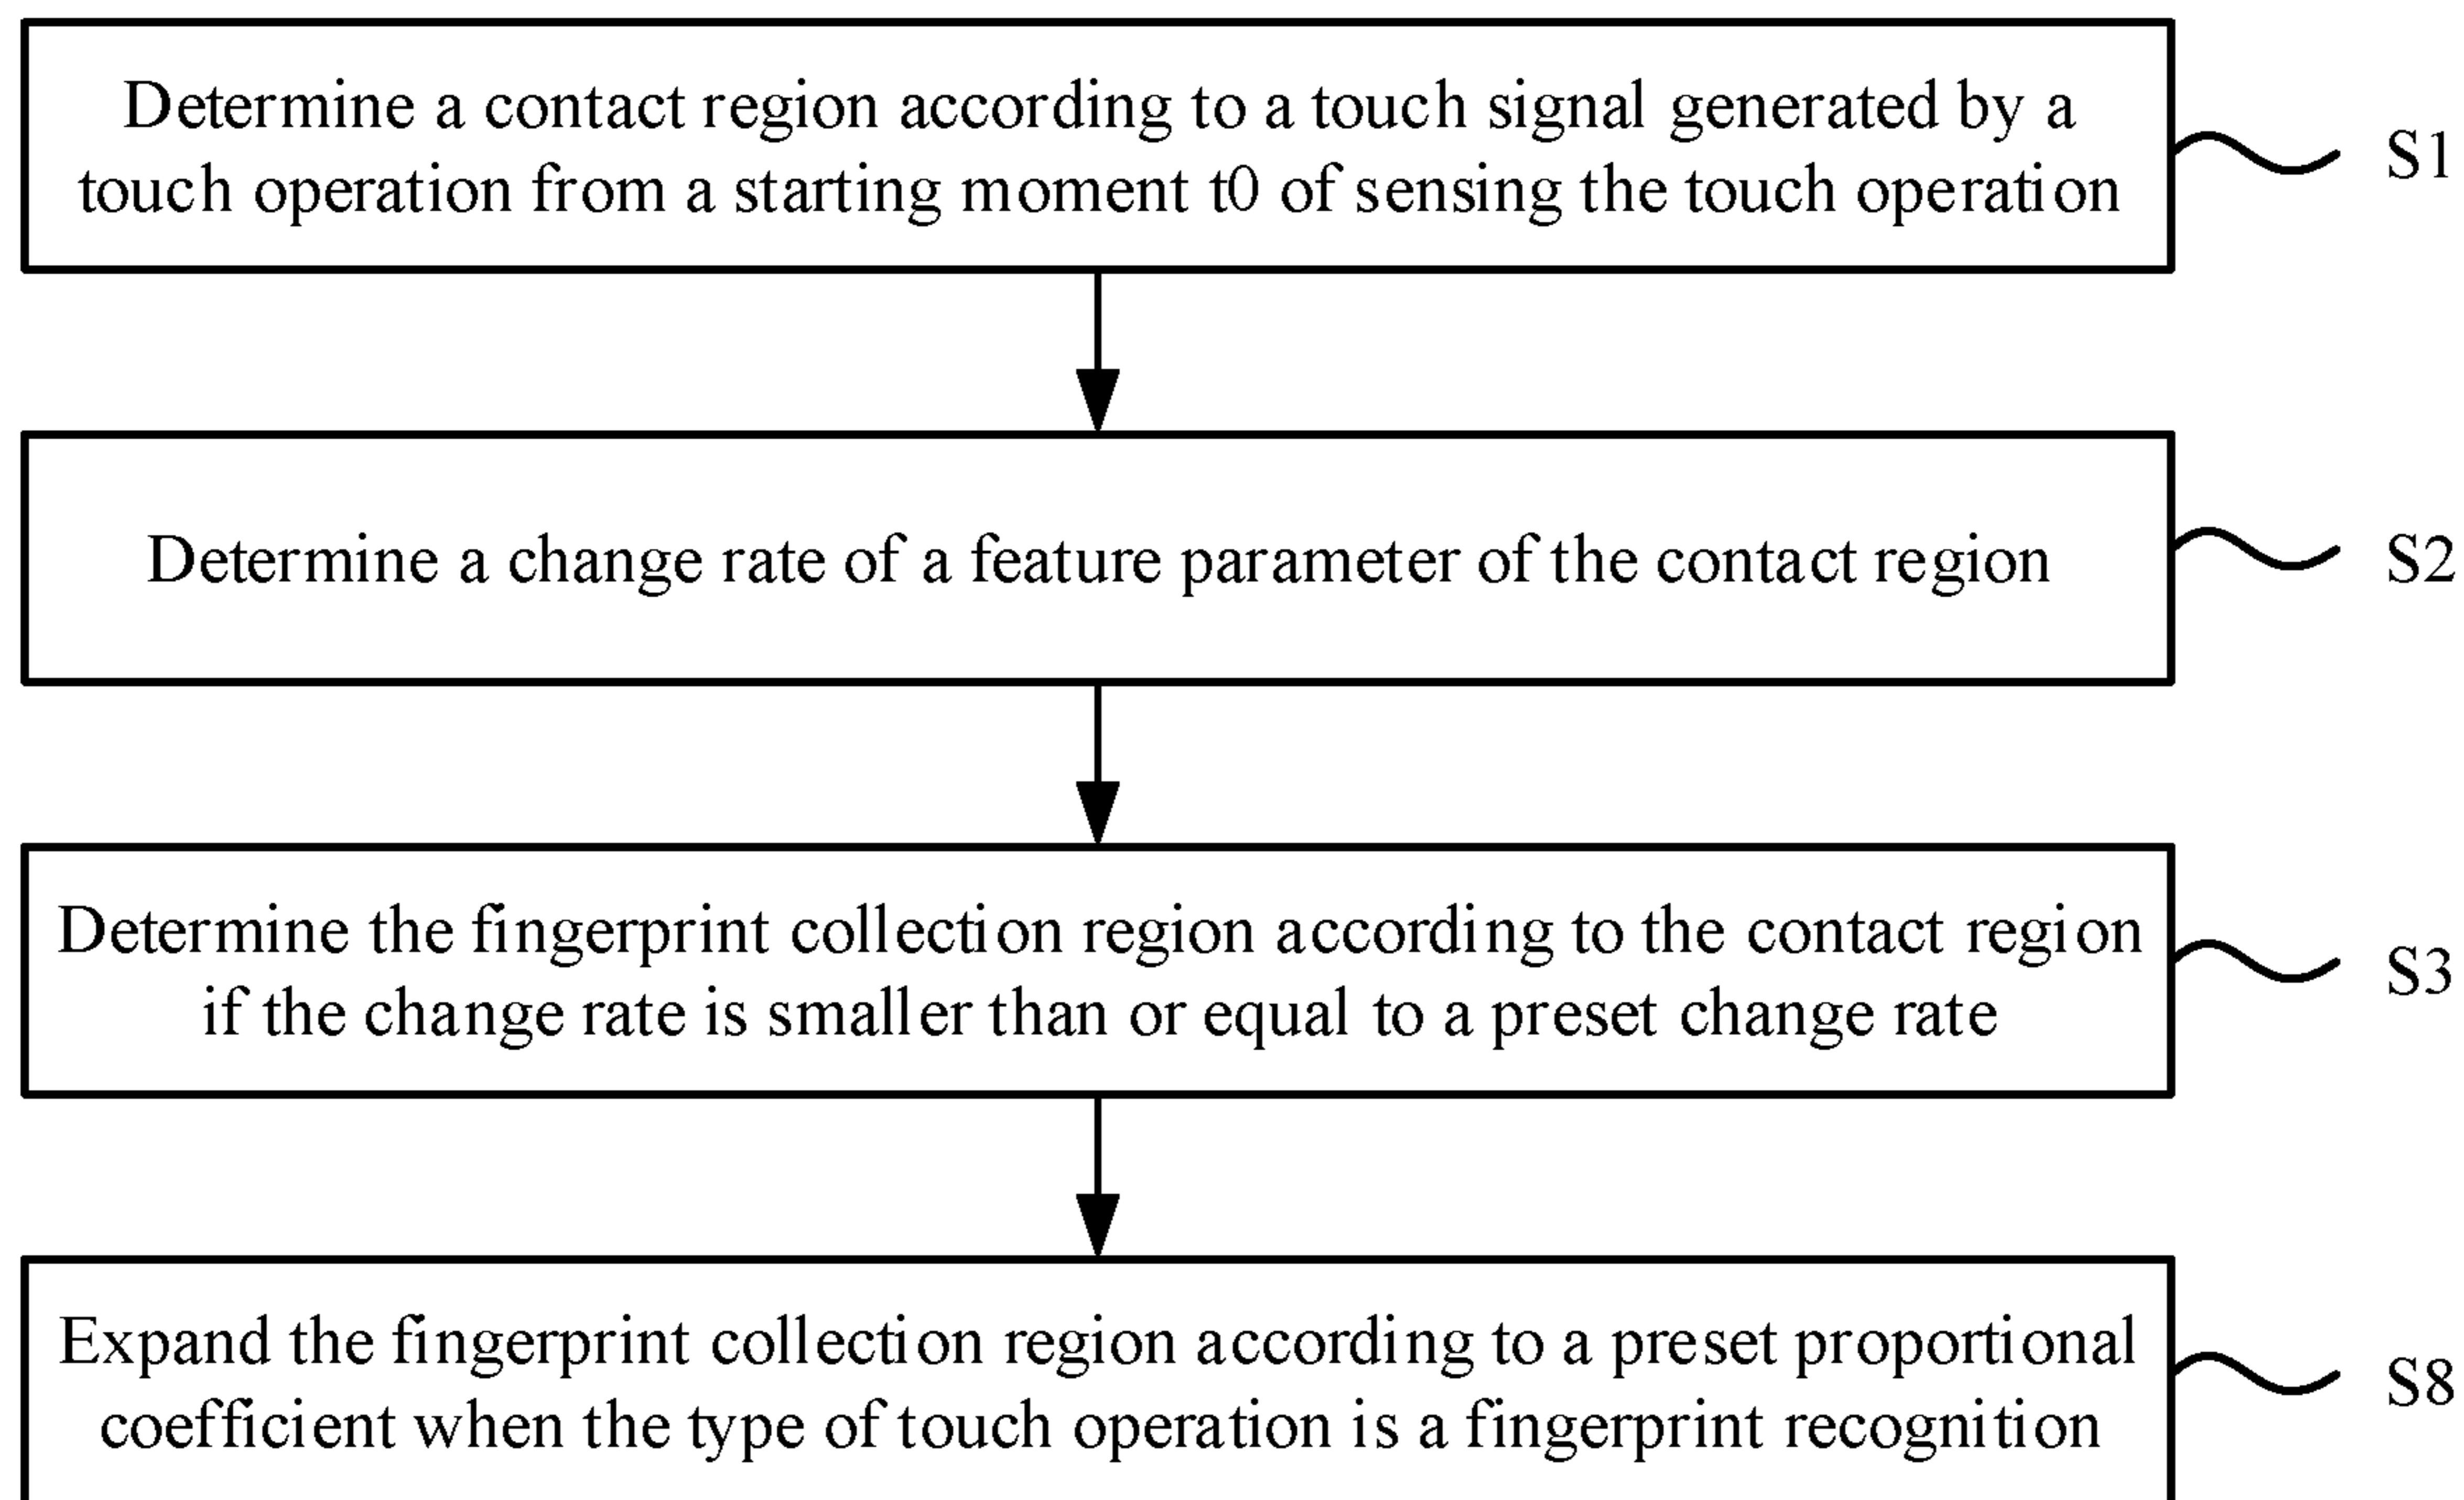 Determine a contact region according to a touch signal generated by a
touch operation from a starting moment t0 of sensing the touch operation
S1
Determine a change rate of a feature parameter of the contact region
S2
Determine the fingerprint collection region according to the contact region
if the change rate is smaller than or equal to a preset change rate
S3
Expand the fingerprint collection region according to a preset proportional
coefficient when the type of touch operation is a fingerprint recognition
S8